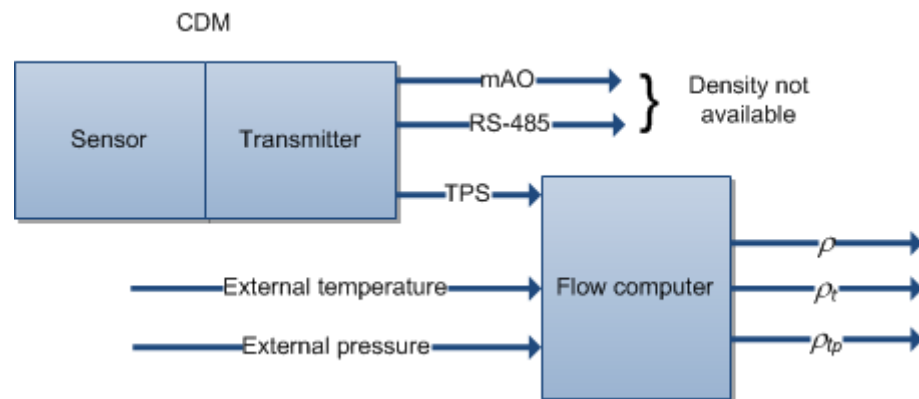 CDM
Sensor
Transmitter
mAO
RS-485
Density not
available
}
TPS
External temperature
External pressure
Flow computer
ρ
ρt
ρtp